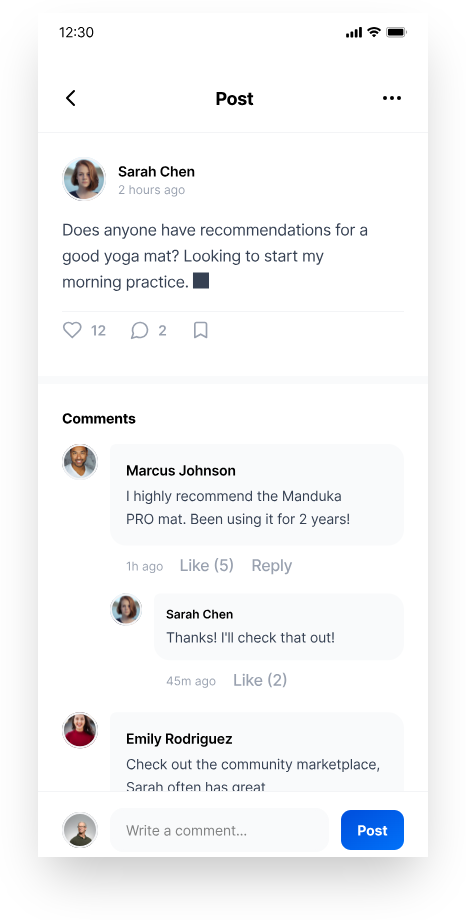 12:30
Post
Sarah Chen
2 hours ago
Does anyone have recommendations for a
good yoga mat? Looking to start my
morning practice.
12 2
Comments
Marcus Johnson
I highly recommend the Manduka
PRO mat. Been using it for 2 years!
1h ago Like (5) Reply
Sarah Chen
Thanks! I'll check that out!
45m ago Like (2)
Emily Rodriguez
Check out the community marketplace,
Sarah often has great
Write a comment...
Post